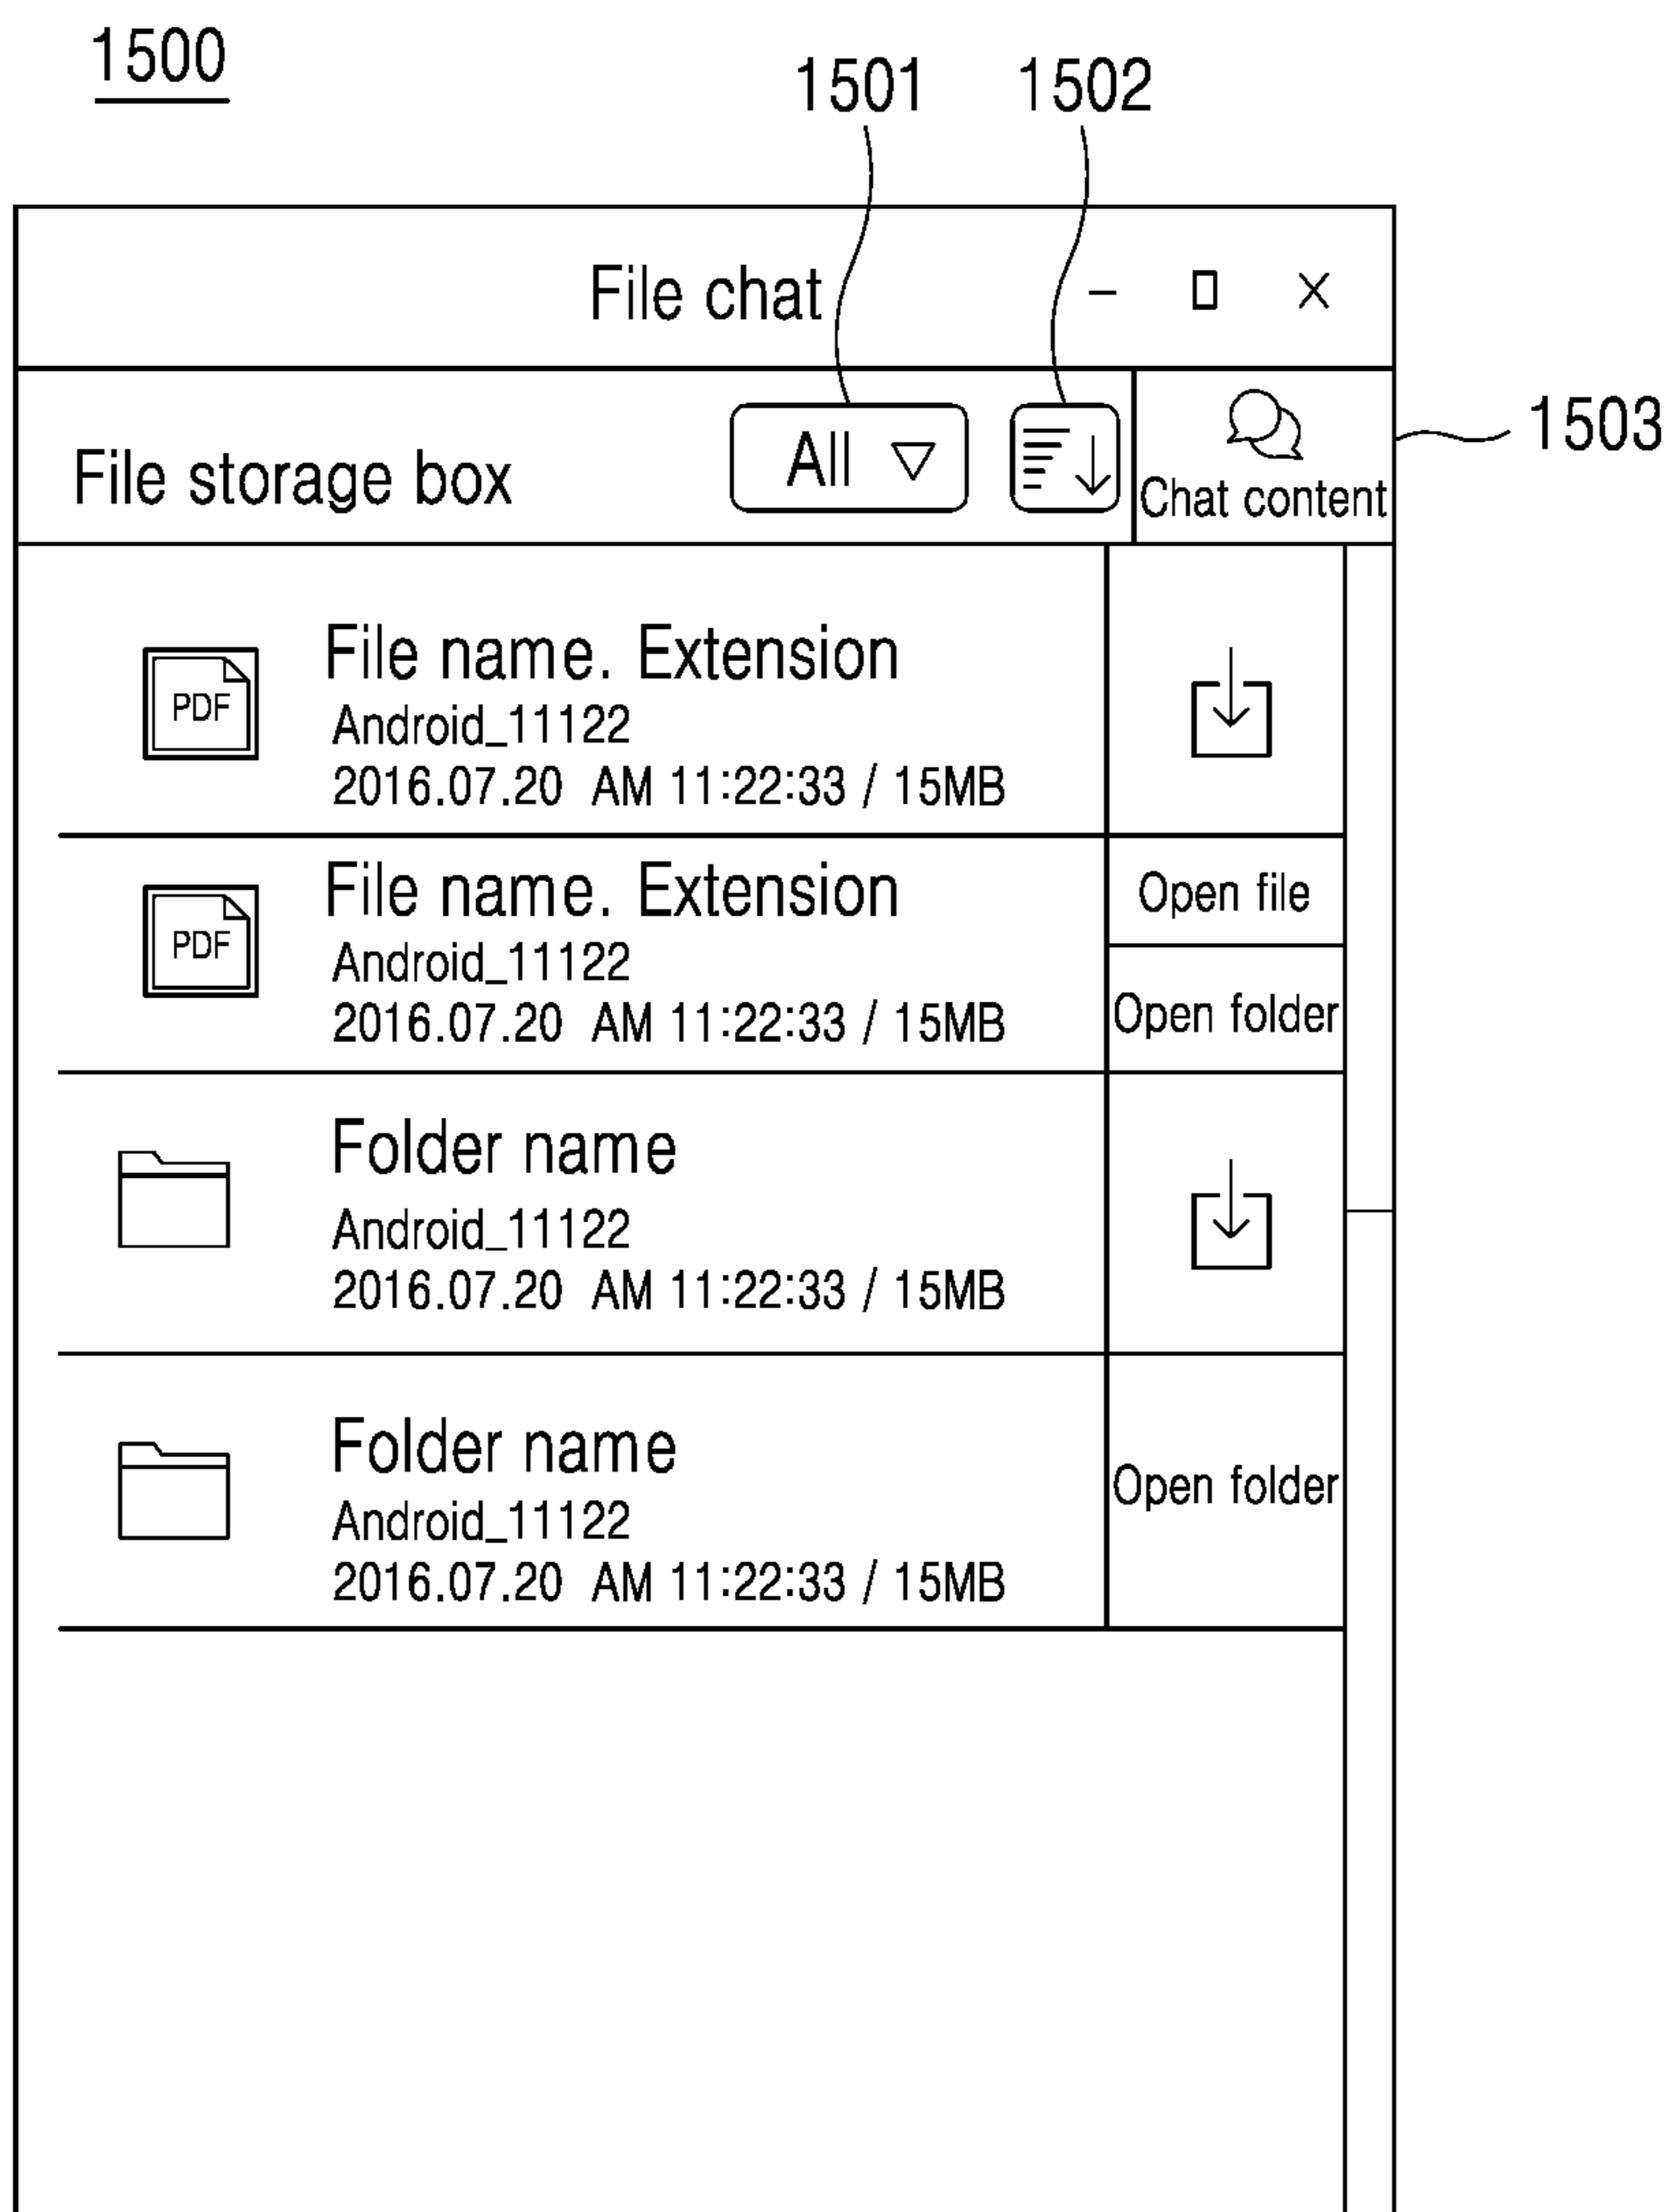 1500
1501 1502
File chat
File storage box All Chat content 1503
File name. Extension
PDF
Android_11122
2016.07.20 AM 11:22:33 / 15MB
File name. Extension
Open file
PDF
Android_11122
2016.07.20 AM 11:22:33 / 15MB
Open folder
Folder name
Android_11122
2016.07.20 AM 11:22:33 / 15MB
Folder name
Open folder
Android_11122
2016.07.20 AM 11:22:33 / 15MB